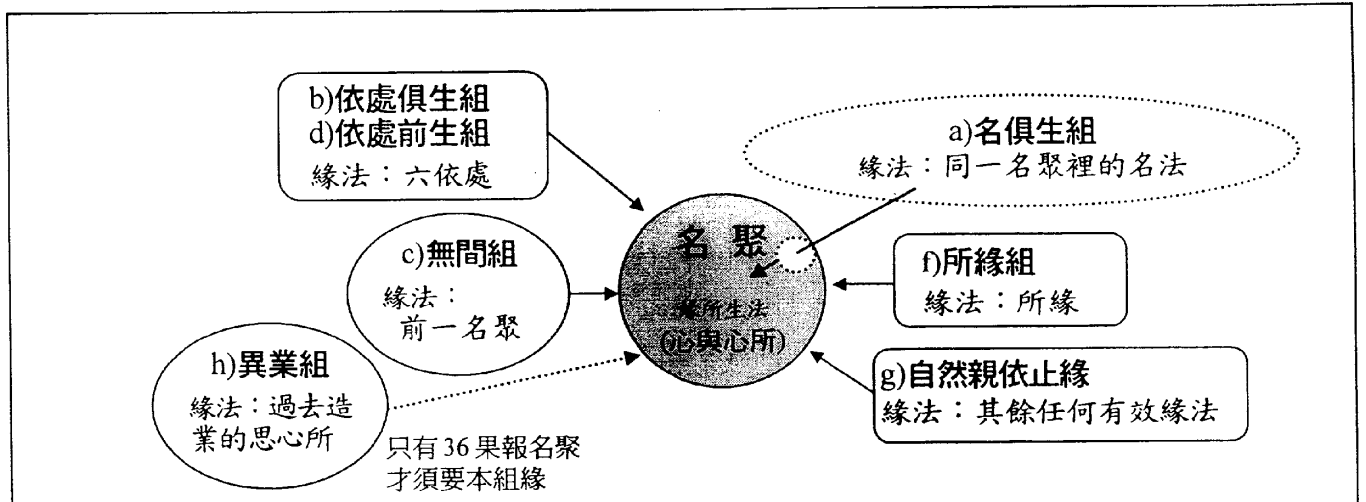 b)依處俱生組
d)依處前生組
緣法：六依處
a)名俱生組
緣法：同一名聚裡的名法
c)無間組
緣法：
前一名聚
名聚
緣所生法
(心與心所)
f)所緣組
緣法：所緣
h)異業組
緣法：過去造
業的思心所
只有36果報名聚
才須要本組緣
g)自然親依止緣
緣法：其餘任何有效緣法